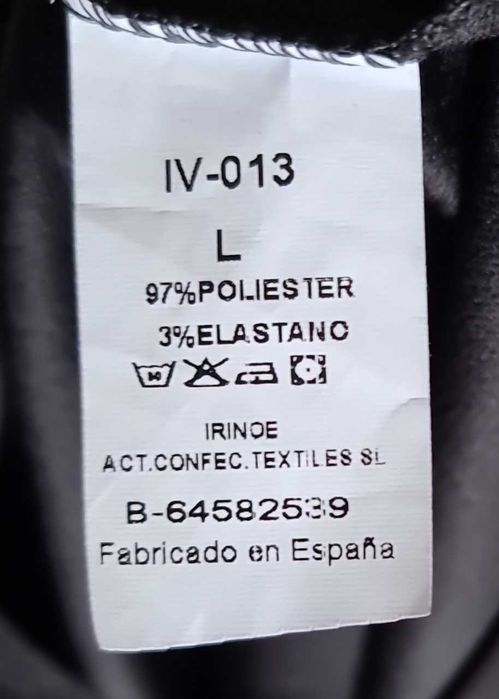 IV-013
L
97%POLIESTER
3%ELASTANO
IRINOE
ACT.CONFEC.TEXTILES SL
B-64582539
Fabricado en España